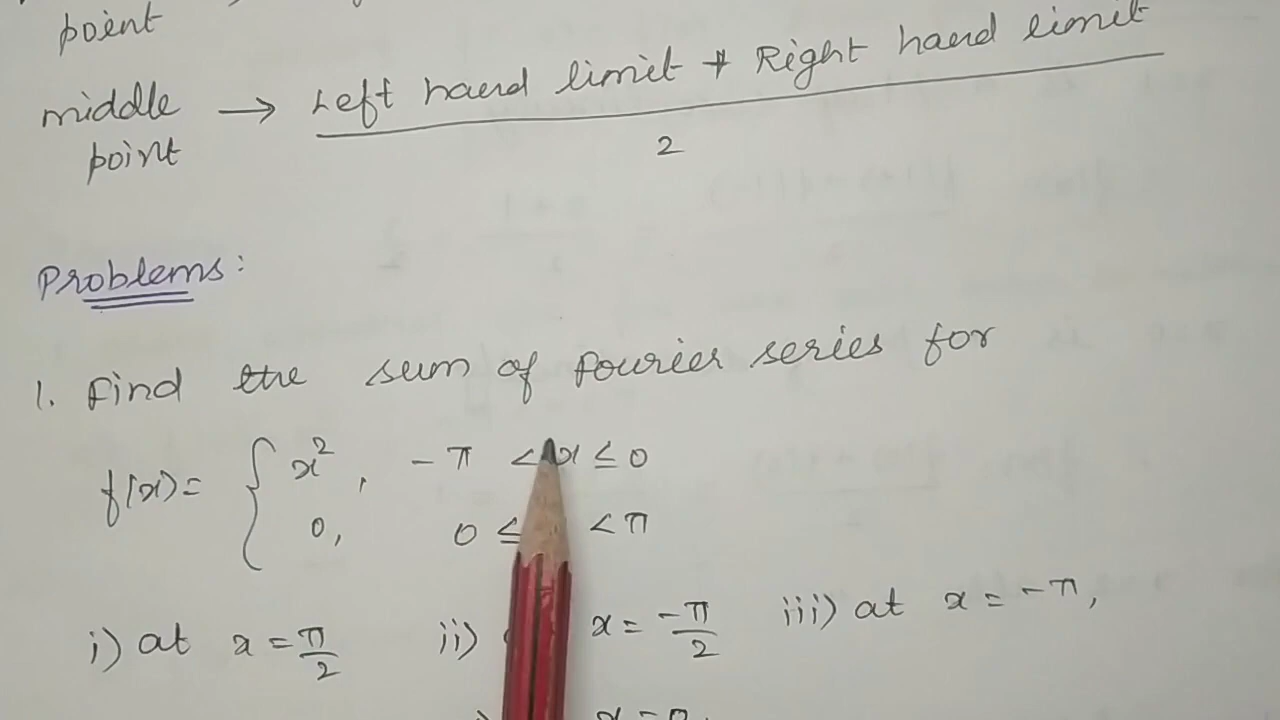 point
middle → Left hand limit + Right hand limit
point 2
Problems:
1. Find the sum of Fourier series for
f(x) = { x², -π < x ≤ 0
0, 0 ≤ < π
i) at x = π/2 ii) x = -π/2 iii) at x = -π,
x = 0,